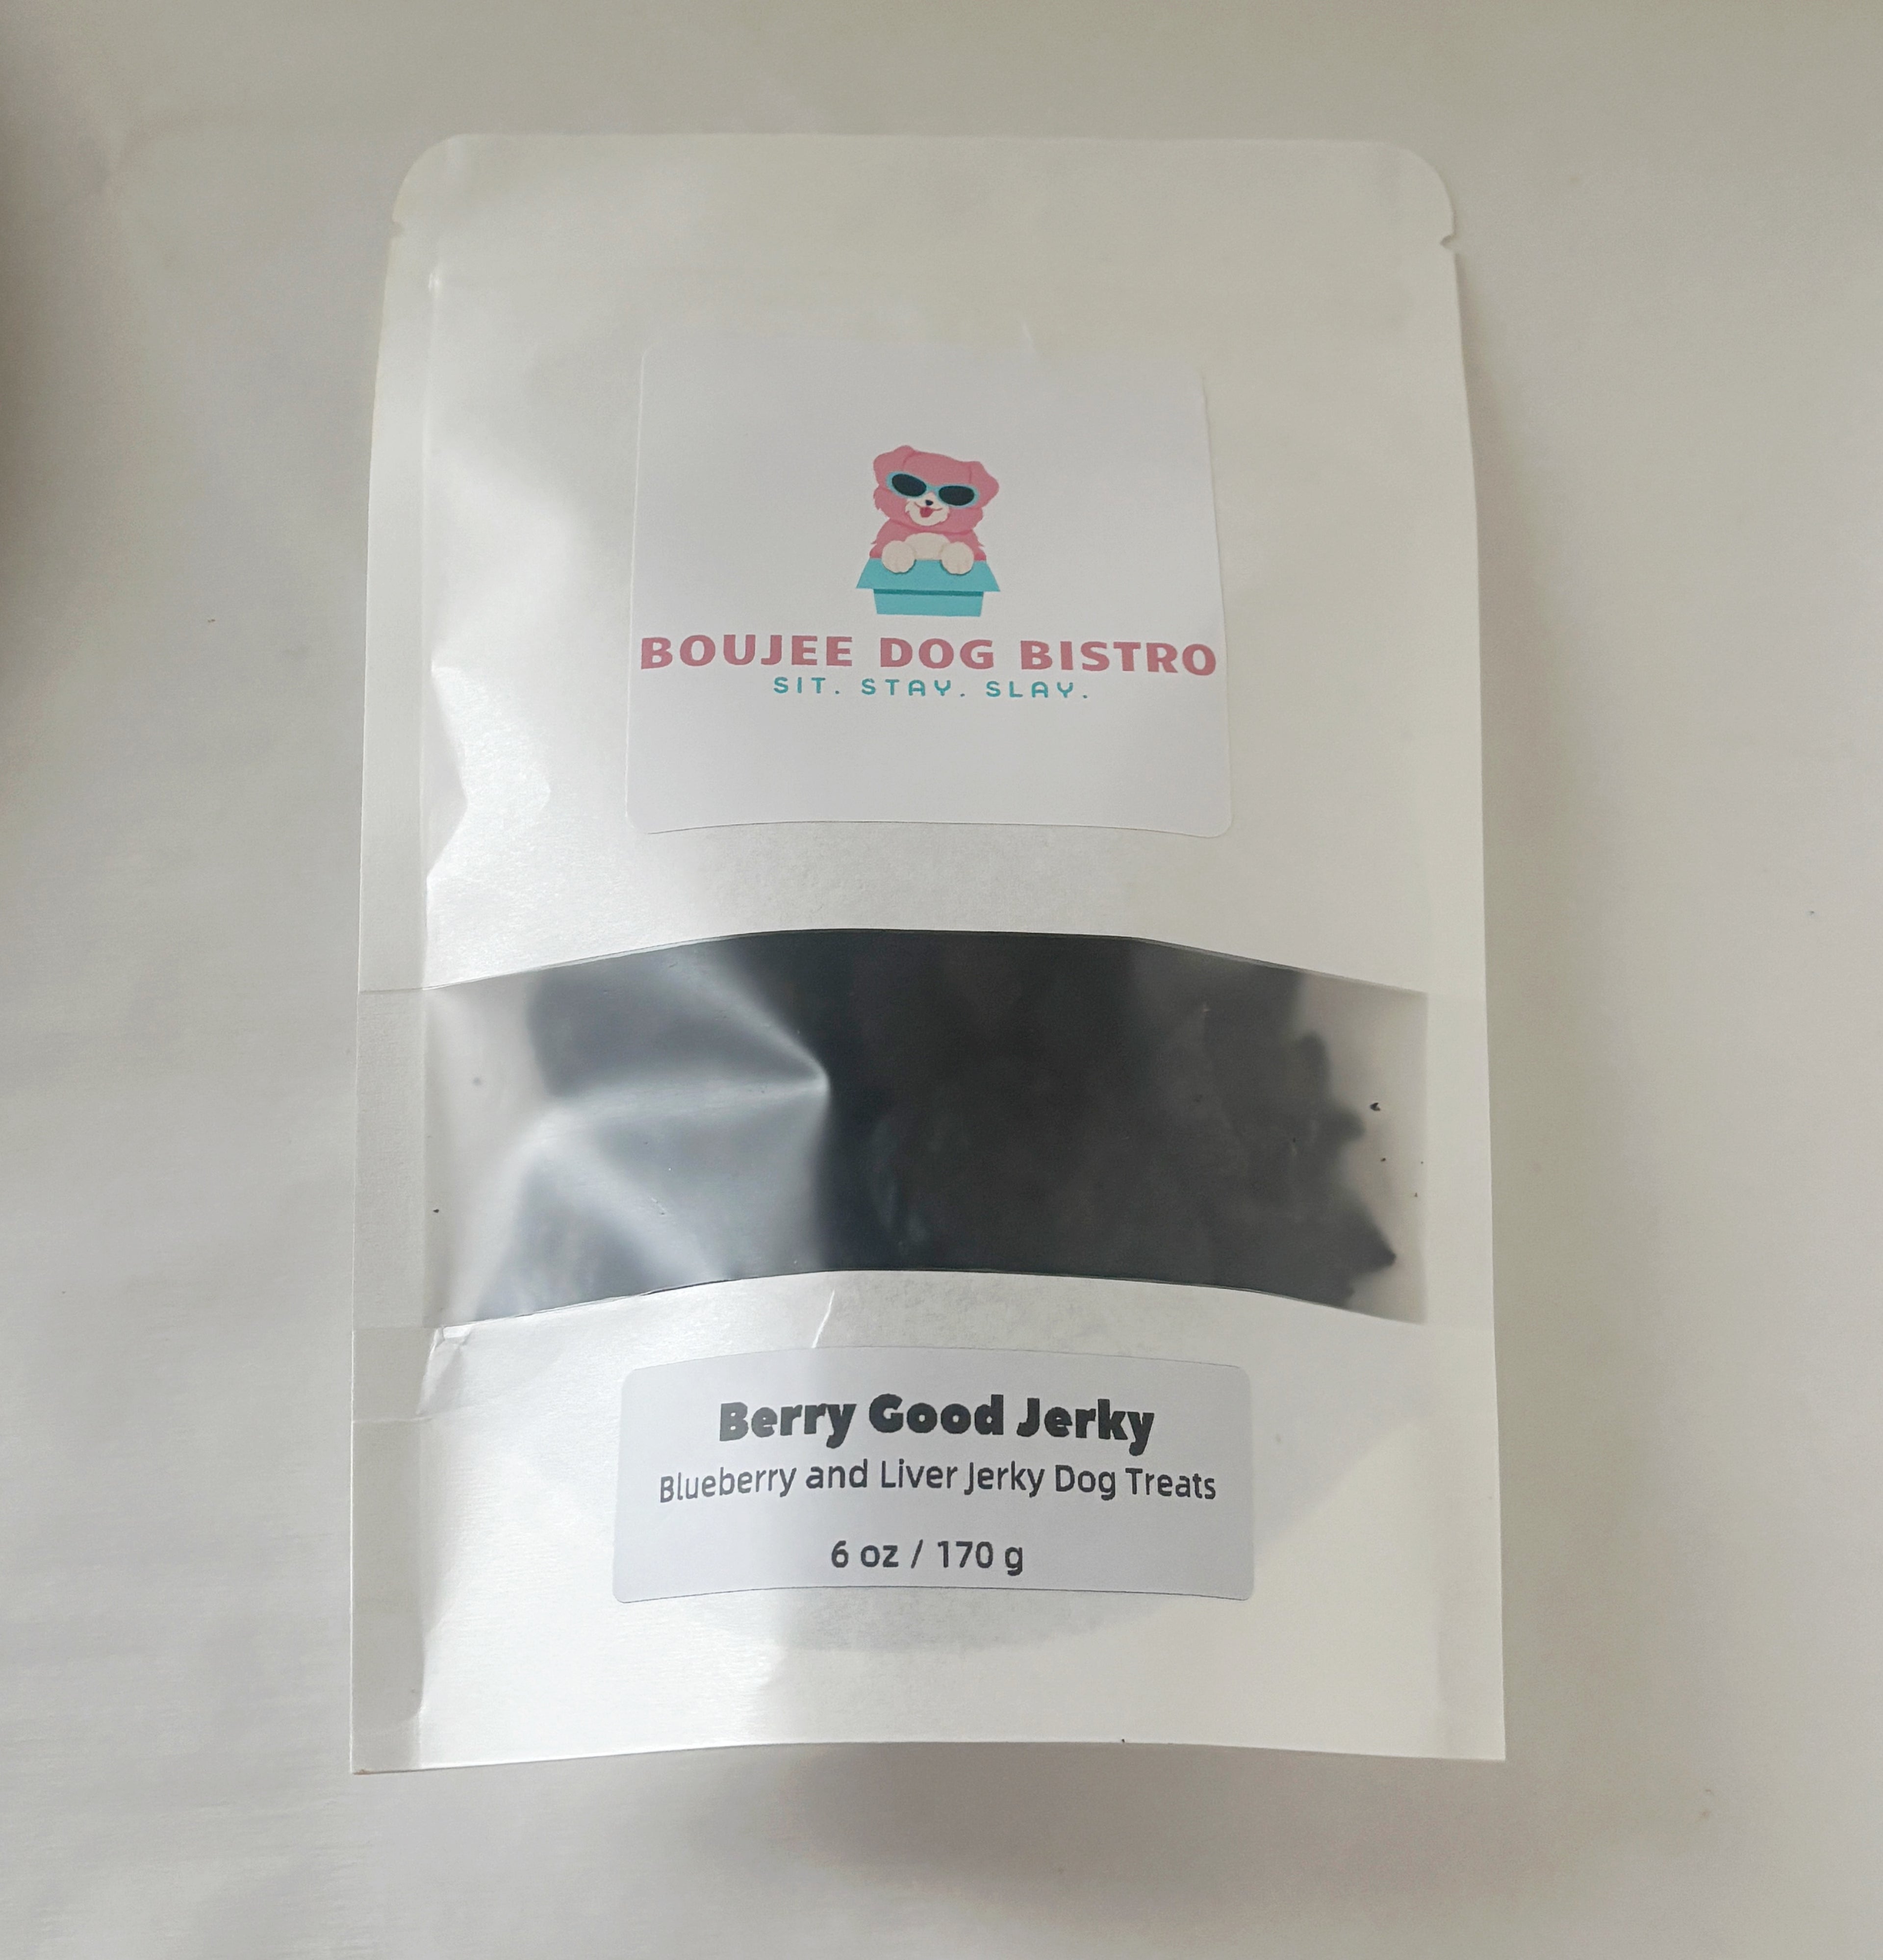 BOUJEE DOG BISTRO
SIT. STAY. SLAY.
Berry Good Jerky
Blueberry and Liver Jerky Dog Treats
6 oz / 170 g